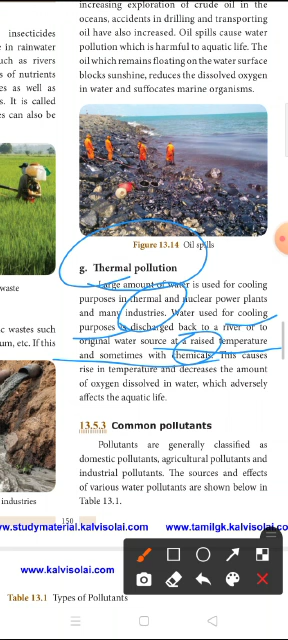 insecticides
e in rainwater
uch as rivers
s of nutrients
es as well as
s. It is called
es can also be
waste
ic wastes such
um, etc. If this
industries
increasing exploration of crude oil in the
oceans, accidents in drilling and transporting
oil have also increased. Oil spills cause water
pollution which is harmful to aquatic life. The
oil which remains floating on the water surface
blocks sunshine, reduces the dissolved oxygen
in water and suffocates marine organisms.
Figure 13.14 Oil spills
g. Thermal pollution
Large amount of water is used for cooling
purposes in thermal and nuclear power plants
and many industries. Water used for cooling
purposes is discharged back to a river or to
original water source at a raised temperature
and sometimes with chemicals. This causes
rise in temperature and decreases the amount
of oxygen dissolved in water, which adversely
affects the aquatic life.
13.5.3 Common pollutants
Pollutants are generally classified as
domestic pollutants, agricultural pollutants and
industrial pollutants. The sources and effects
of various water pollutants are shown below in
Table 13.1.
150
w.studymaterial.kalvisolai.com www.tamilgk.kalvisolai.co
www.kalvisolai.com
Table 13.1 Types of Pollutants